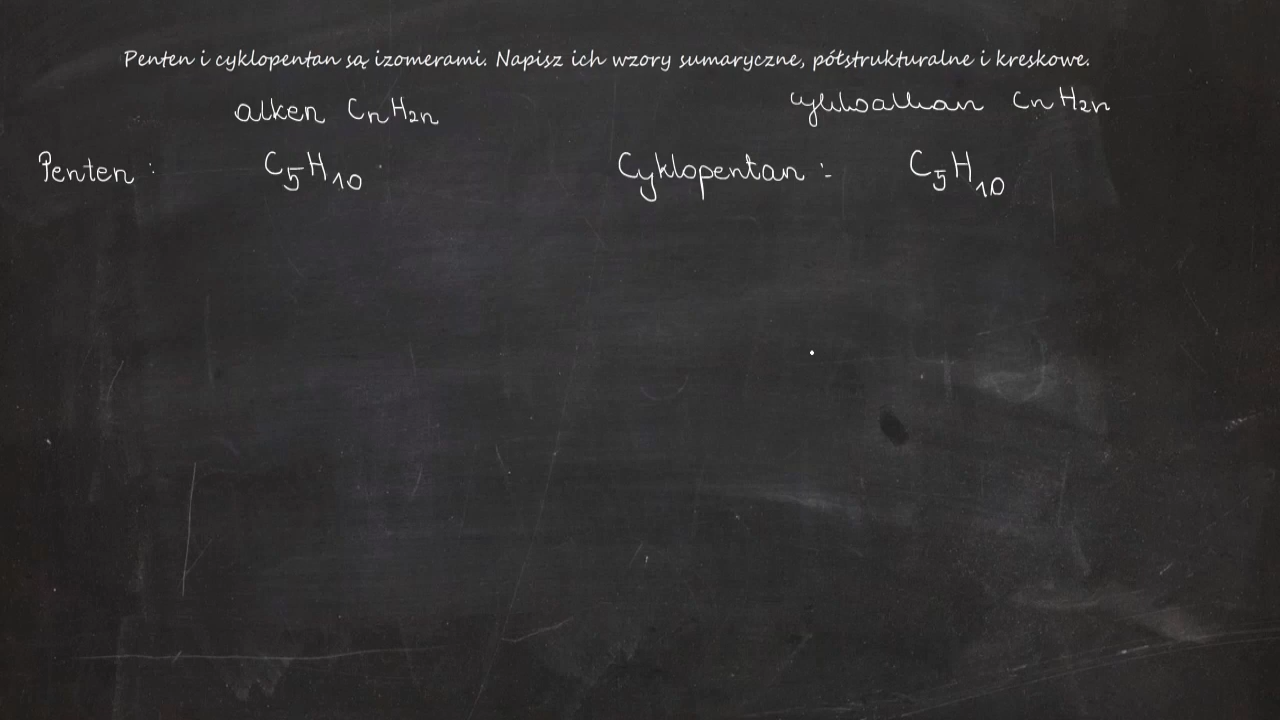 Penten i cyklopentan są izomerami. Napisz ich wzory sumaryczne, półstrukturalne i kreskowe.
alken CnH2n cykloalkan CnH2n
Penten: C5H10 Cyklopentan: C5H10